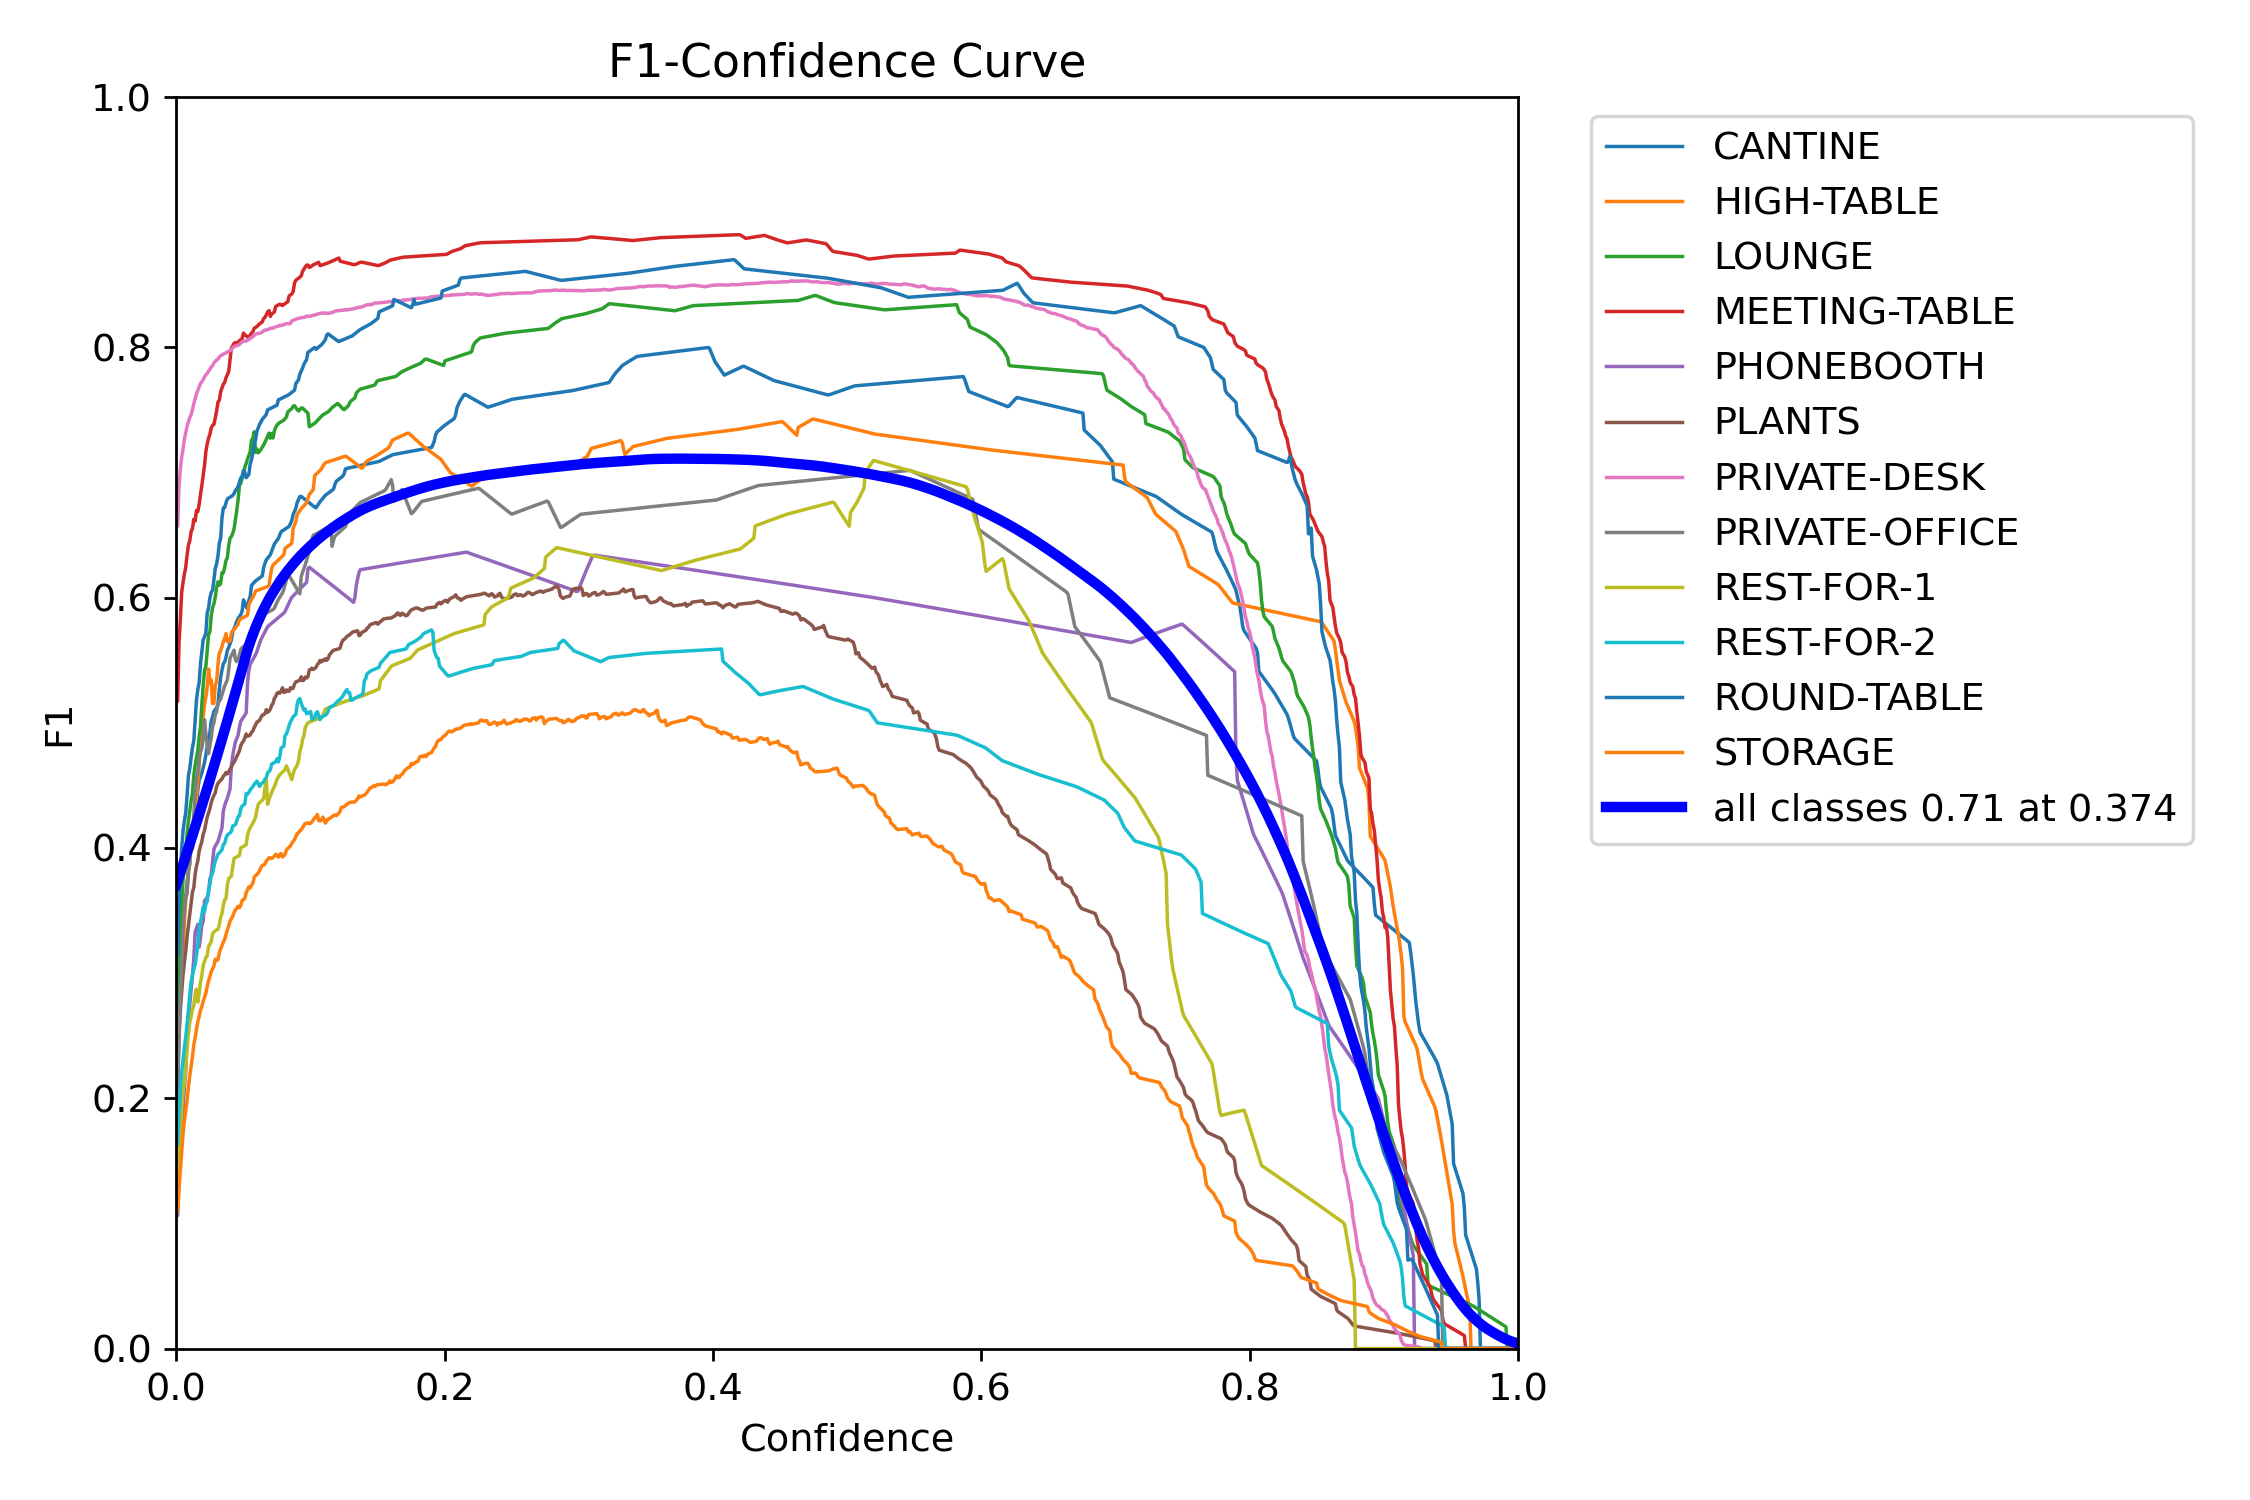 F1-Confidence Curve
1.0
0.8
0.6
0.4
0.2
0.0
F1
0.0 0.2 0.4 0.6 0.8 1.0
Confidence
CANTINE
HIGH-TABLE
LOUNGE
MEETING-TABLE
PHONEBOOTH
PLANTS
PRIVATE-DESK
PRIVATE-OFFICE
REST-FOR-1
REST-FOR-2
ROUND-TABLE
STORAGE
all classes 0.71 at 0.374